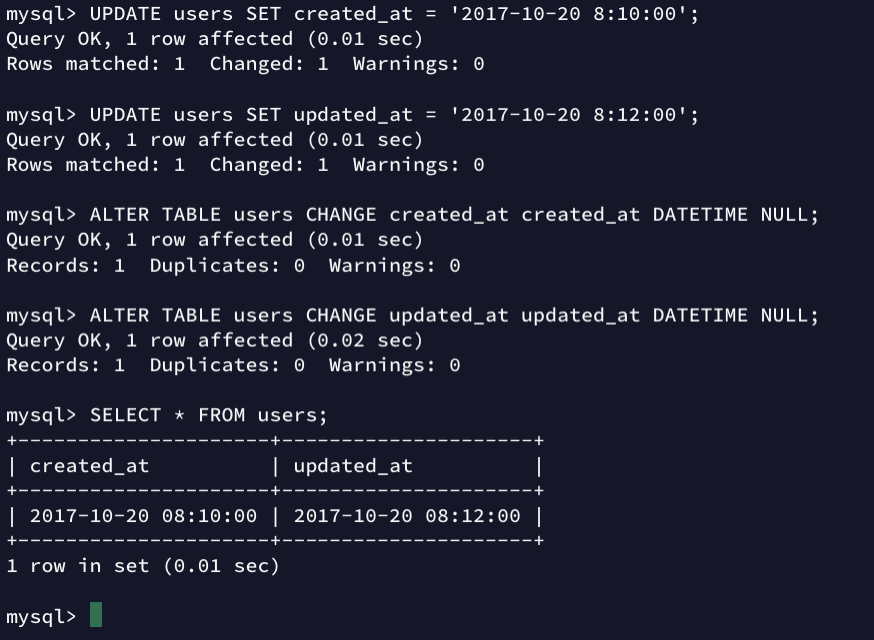 mysql> UPDATE users SET created_at = '2017-10-20 8:10:00';
Query OK, 1 row affected (0.01 sec)
Rows matched: 1  Changed: 1  Warnings: 0

mysql> UPDATE users SET updated_at = '2017-10-20 8:12:00';
Query OK, 1 row affected (0.01 sec)
Rows matched: 1  Changed: 1  Warnings: 0

mysql> ALTER TABLE users CHANGE created_at created_at DATETIME NULL;
Query OK, 1 row affected (0.01 sec)
Records: 1  Duplicates: 0  Warnings: 0

mysql> ALTER TABLE users CHANGE updated_at updated_at DATETIME NULL;
Query OK, 1 row affected (0.02 sec)
Records: 1  Duplicates: 0  Warnings: 0

mysql> SELECT * FROM users;
+---------------------+---------------------+
| created_at          | updated_at          |
+---------------------+---------------------+
| 2017-10-20 08:10:00 | 2017-10-20 08:12:00 |
+---------------------+---------------------+
1 row in set (0.01 sec)

mysql>